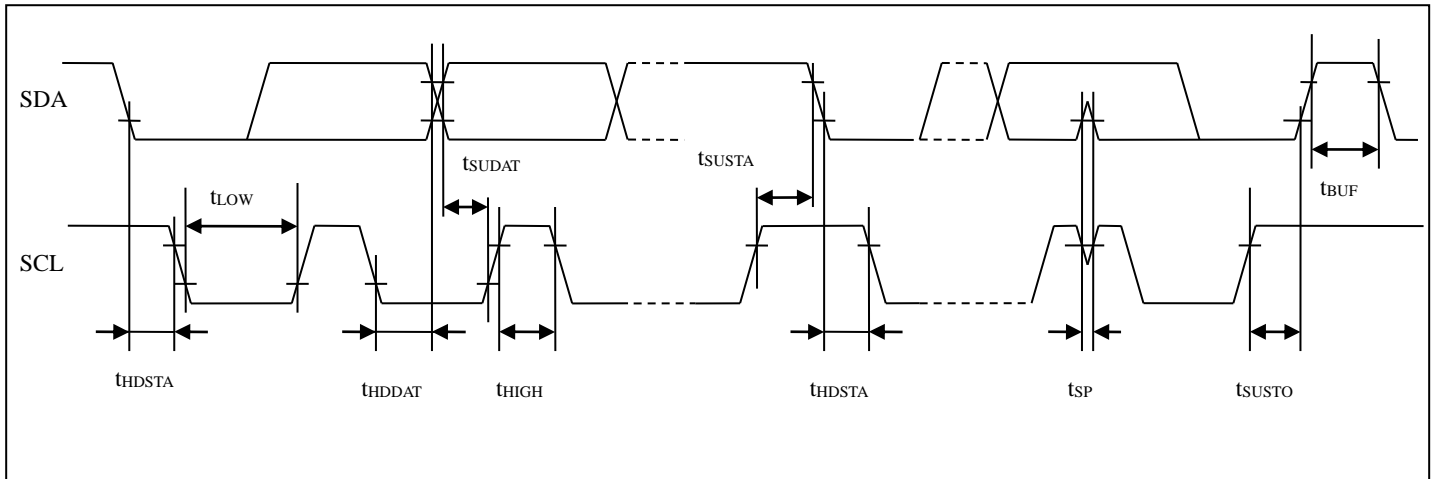 SDA
tSUDAT
tSUSTA
tLOW
tBUF
SCL
tHDSTA
tHDDAT
tHIGH
tHDSTA
tSP
tSUSTO